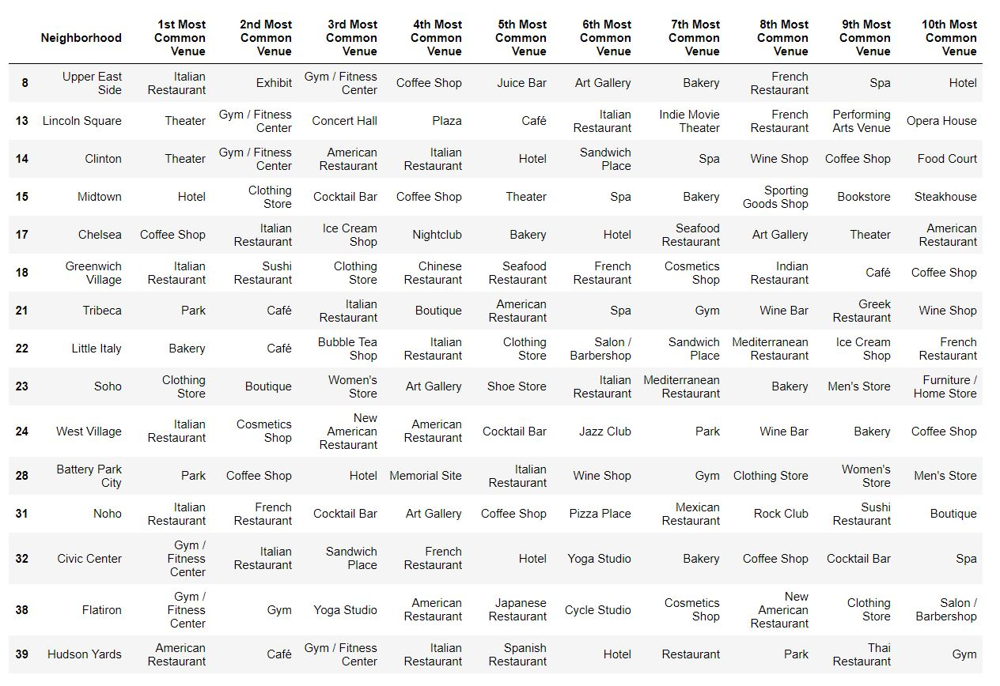 Neighborhood 1st Most Common Venue 2nd Most Common Venue 3rd Most Common Venue 4th Most Common Venue 5th Most Common Venue 6th Most Common Venue 7th Most Common Venue 8th Most Common Venue 9th Most Common Venue 10th Most Common Venue
8 Upper East Side Italian Restaurant Exhibit Gym / Fitness Center Coffee Shop Juice Bar Art Gallery Bakery French Restaurant Spa Hotel
13 Lincoln Square Theater Gym / Fitness Center Concert Hall Plaza Café Italian Restaurant Indie Movie Theater French Restaurant Performing Arts Venue Opera House
14 Clinton Theater Gym / Fitness Center American Restaurant Italian Restaurant Hotel Sandwich Place Spa Wine Shop Coffee Shop Food Court
15 Midtown Hotel Clothing Store Cocktail Bar Coffee Shop Theater Spa Bakery Sporting Goods Shop Bookstore Steakhouse
17 Chelsea Coffee Shop Italian Restaurant Ice Cream Shop Nightclub Bakery Hotel Seafood Restaurant Art Gallery Theater American Restaurant
18 Greenwich Village Italian Restaurant Sushi Restaurant Clothing Store Chinese Restaurant Seafood Restaurant French Restaurant Cosmetics Shop Indian Restaurant Café Coffee Shop
21 Tribeca Park Café Italian Restaurant Boutique American Restaurant Spa Gym Wine Bar Greek Restaurant Wine Shop
22 Little Italy Bakery Café Bubble Tea Shop Italian Restaurant Clothing Store Salon / Barbershop Sandwich Place Mediterranean Restaurant Ice Cream Shop French Restaurant
23 Soho Clothing Store Boutique Women's Store Art Gallery Shoe Store Italian Restaurant Mediterranean Restaurant Bakery Men's Store Furniture / Home Store
24 West Village Italian Restaurant Cosmetics Shop New American Restaurant American Restaurant Cocktail Bar Jazz Club Park Wine Bar Bakery Coffee Shop
28 Battery Park City Park Coffee Shop Hotel Memorial Site Italian Restaurant Wine Shop Gym Clothing Store Women's Store Men's Store
31 Noho Italian Restaurant French Restaurant Cocktail Bar Art Gallery Coffee Shop Pizza Place Mexican Restaurant Rock Club Sushi Restaurant Boutique
32 Civic Center Gym / Fitness Center Italian Restaurant Sandwich Place French Restaurant Hotel Yoga Studio Bakery Coffee Shop Cocktail Bar Spa
38 Flatiron Gym / Fitness Center Gym Yoga Studio American Restaurant Japanese Restaurant Cycle Studio Cosmetics Shop New American Restaurant Clothing Store Salon / Barbershop
39 Hudson Yards American Restaurant Café Gym / Fitness Center Italian Restaurant Spanish Restaurant Hotel Restaurant Park Thai Restaurant Gym